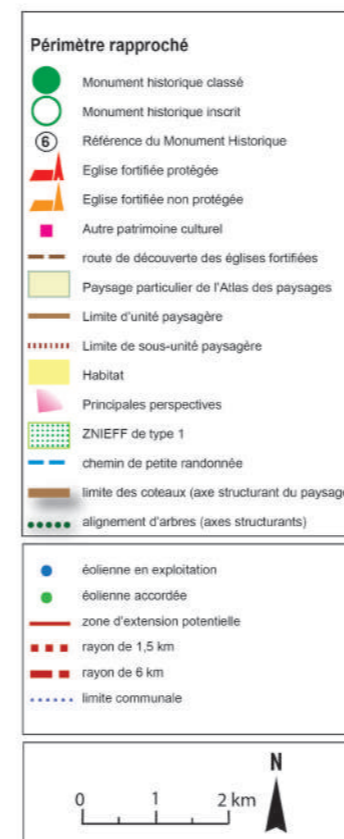 Périmètre rapproché
Monument historique classé
Monument historique inscrit
6 Référence du Monument Historique
Eglise fortifiée protégée
Eglise fortifiée non protégée
Autre patrimoine culturel
route de découverte des églises fortifiées
Paysage particulier de l'Atlas des paysages
Limite d'unité paysagère
Limite de sous-unité paysagère
Habitat
Principales perspectives
ZNIEFF de type 1
chemin de petite randonnée
limite des coteaux (axe structurant du paysage
alignement d'arbres (axes structurants)
éolienne en exploitation
éolienne accordée
zone d'extension potentielle
rayon de 1,5 km
rayon de 6 km
limite communale
N
0 1 2 km